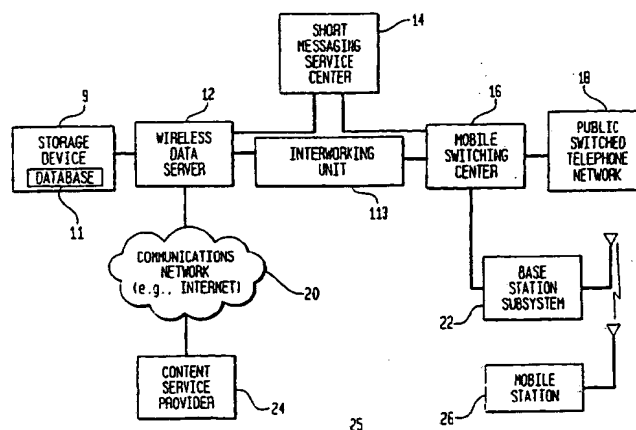 14
SHORT
MESSAGING
SERVICE
CENTER
9
STORAGE
DEVICE
DATABASE
11
12
WIRELESS
DATA
SERVER
INTERWORKING
UNIT
113
16
MOBILE
SWITCHING
CENTER
18
PUBLIC
SWITCHED
TELEPHONE
NETWORK
COMMUNICATIONS
NETWORK
(e.g., INTERNET)
20
BASE
STATION
SUBSYSTEM
22
CONTENT
SERVICE
PROVIDER
24
25
MOBILE
STATION
26